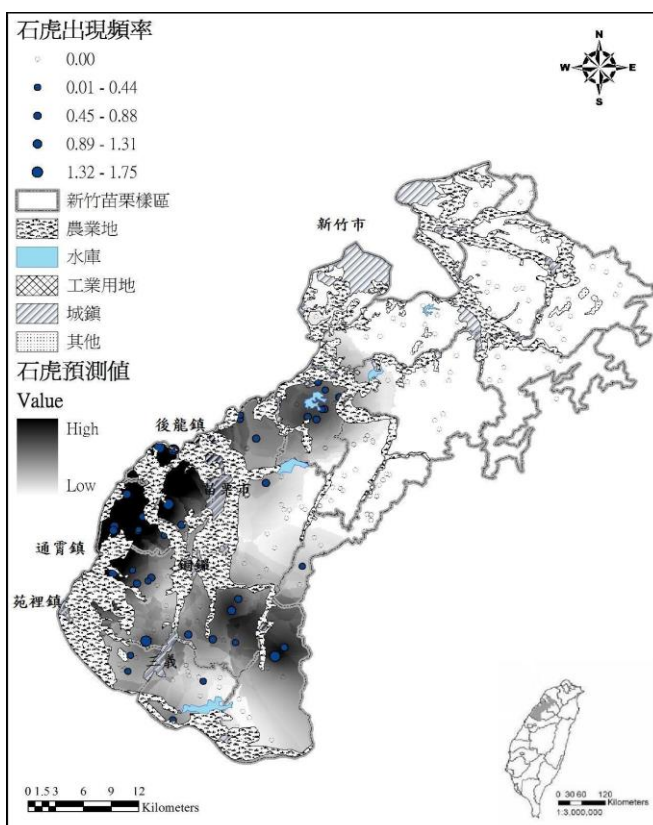 石虎出現頻率
0.00
0.01 - 0.44
0.45 - 0.88
0.89 - 1.31
1.32 - 1.75
新竹苗栗樣區
農業地
水庫
工業用地
城鎮
其他
石虎預測值
Value
High
Low
N
W E
S
新竹市
後龍鎮
苗栗市
通霄鎮
銅鑼
苑裡鎮
三義
0 1.5 3 6 9 12
Kilometers
0 30 60 120
Kilometers
1:3,000,000